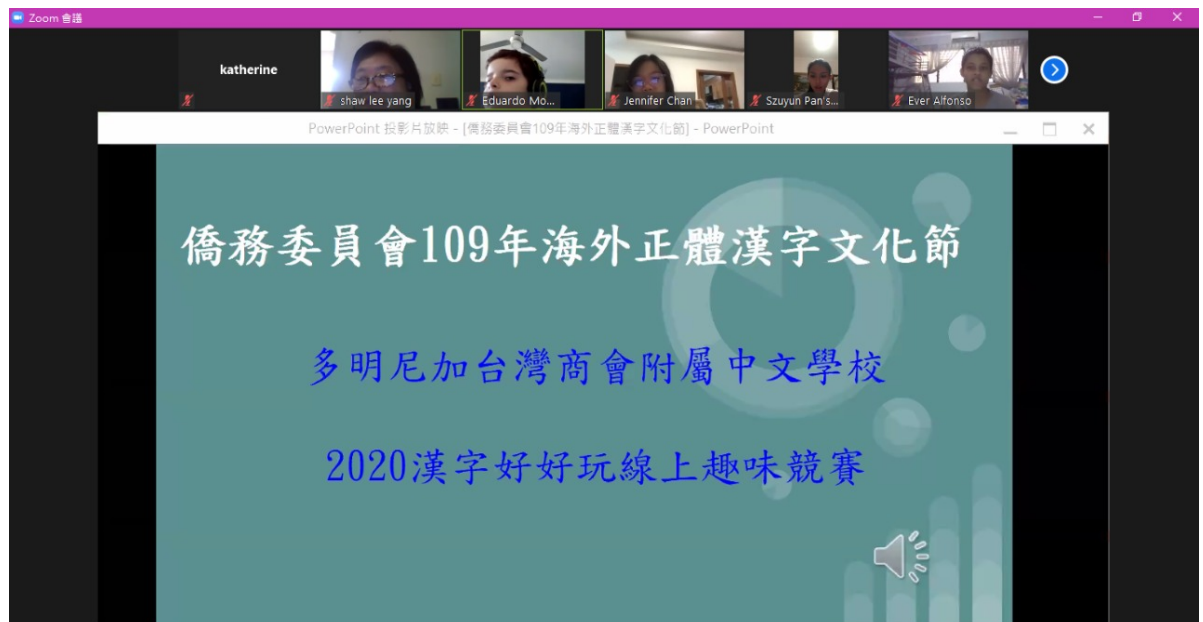 Zoom 會議
katherine
shaw lee yang
Eduardo Mo...
Jennifer Chan
Szuyun Pan's...
Ever Alfonso
PowerPoint 投影片放映 - [僑務委員會109年海外正體漢字文化節] - PowerPoint
僑務委員會109年海外正體漢字文化節
多明尼加台灣商會附屬中文學校
2020漢字好好玩線上趣味競賽